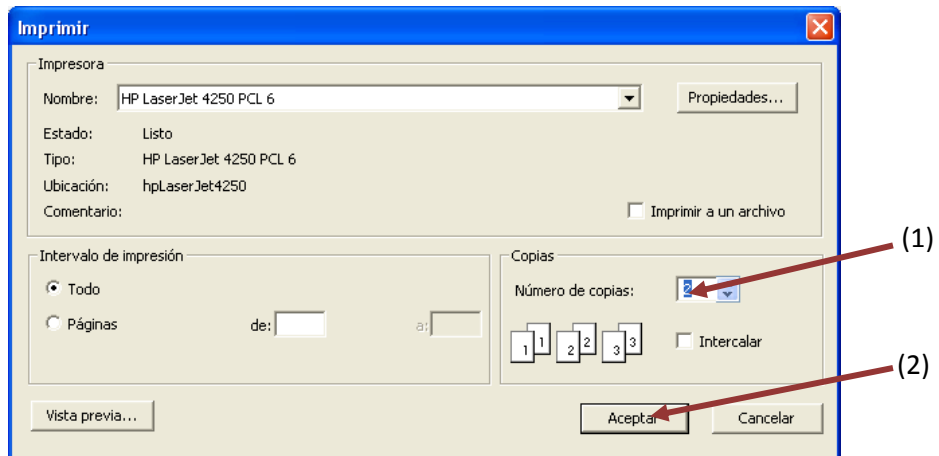 Imprimir
Impresora
Nombre: HP LaserJet 4250 PCL 6 Propiedades...
Estado: Listo
Tipo: HP LaserJet 4250 PCL 6
Ubicación: hpLaserJet4250
Comentario: Imprimir a un archivo
(1)
Intervalo de impresión Copias
Todo Número de copias: 2
Páginas de: a: 1 1 2 2 3 3 Intercalar
(2)
Vista previa... Aceptar Cancelar